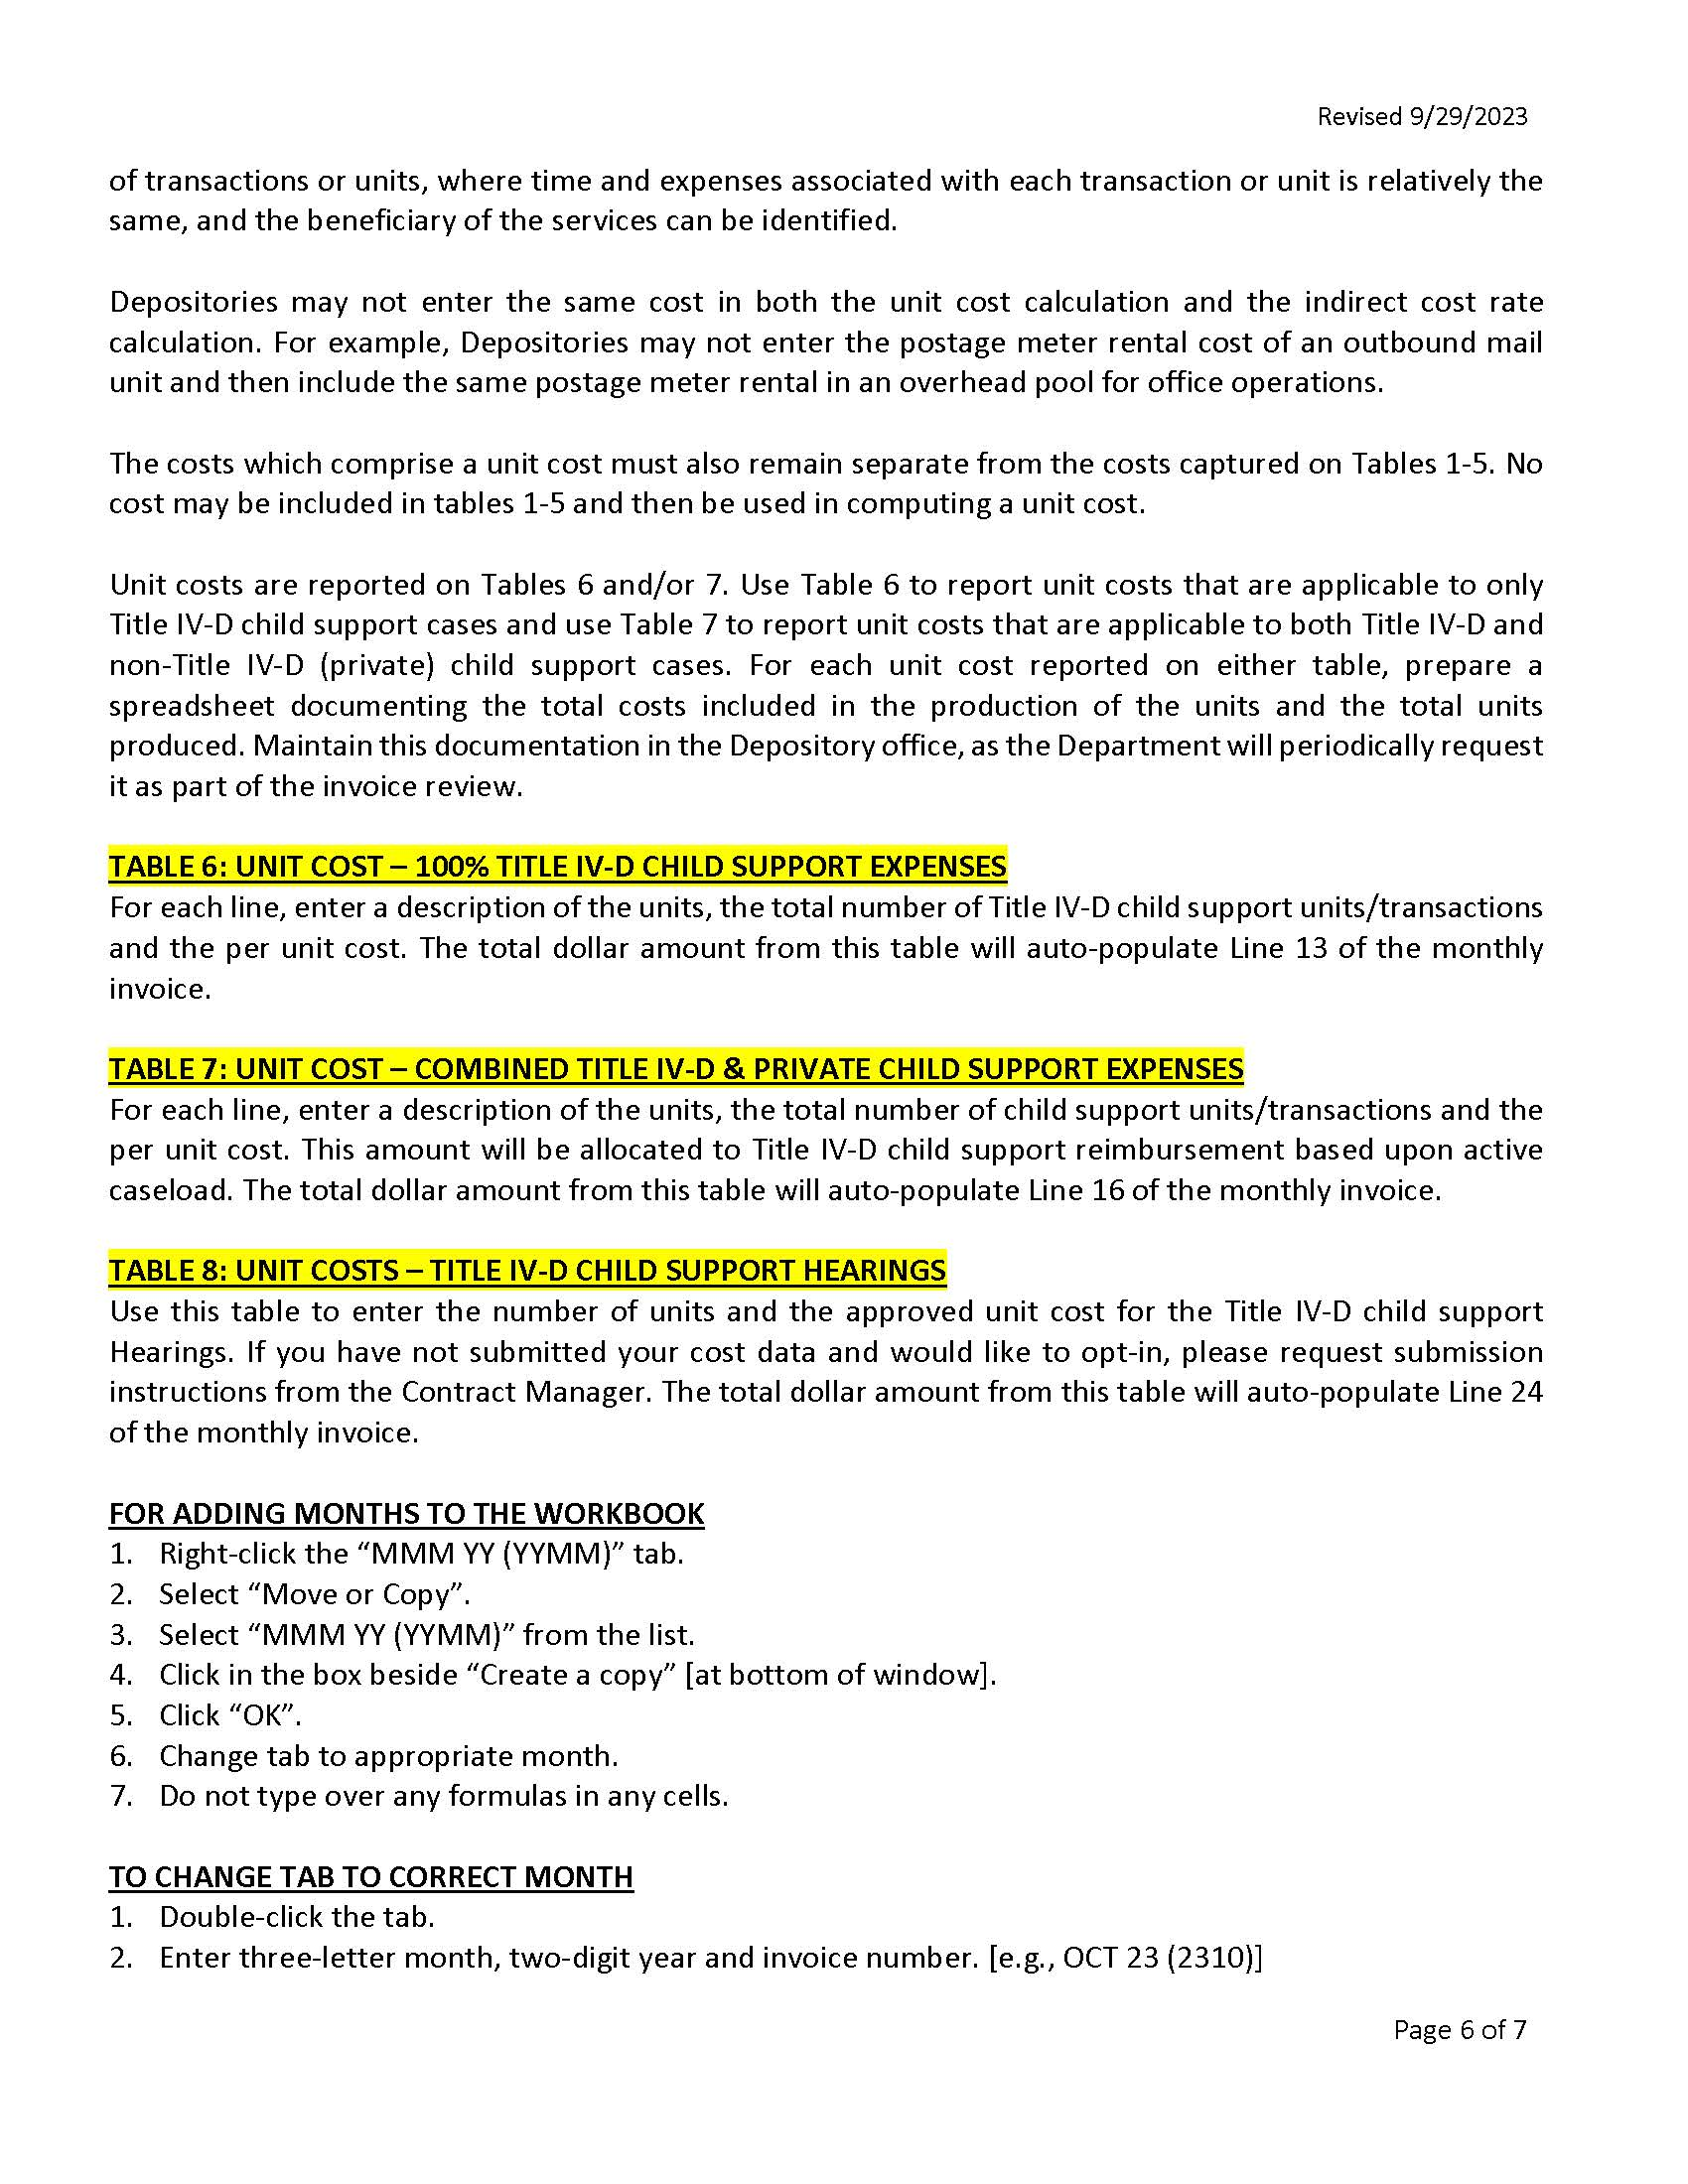 Revised 9/29/2023
of transactions or units, where time and expenses associated with each transaction or unit is relatively the
same, and the beneficiary of the services can be identified.
Depositories may not enter the same cost in both the unit cost calculation and the indirect cost rate
calculation. For example, Depositories may not enter the postage meter rental cost of an outbound mail
unit and then include the same postage meter rental in an overhead pool for office operations.
The costs which comprise a unit cost must also remain separate from the costs captured on Tables 1-5. No
cost may be included in tables 1-5 and then be used in computing a unit cost.
Unit costs are reported on Tables 6 and/or 7. Use Table 6 to report unit costs that are applicable to only
Title IV-D child support cases and use Table 7 to report unit costs that are applicable to both Title IV-D and
non-Title IV-D (private) child support cases. For each unit cost reported on either table, prepare a
spreadsheet documenting the total costs included in the production of the units and the total units
produced. Maintain this documentation in the Depository office, as the Department will periodically request
it as part of the invoice review.
TABLE 6: UNIT COST – 100% TITLE IV-D CHILD SUPPORT EXPENSES
For each line, enter a description of the units, the total number of Title IV-D child support units/transactions
and the per unit cost. The total dollar amount from this table will auto-populate Line 13 of the monthly
invoice.
TABLE 7: UNIT COST – COMBINED TITLE IV-D & PRIVATE CHILD SUPPORT EXPENSES
For each line, enter a description of the units, the total number of child support units/transactions and the
per unit cost. This amount will be allocated to Title IV-D child support reimbursement based upon active
caseload. The total dollar amount from this table will auto-populate Line 16 of the monthly invoice.
TABLE 8: UNIT COSTS – TITLE IV-D CHILD SUPPORT HEARINGS
Use this table to enter the number of units and the approved unit cost for the Title IV-D child support
Hearings. If you have not submitted your cost data and would like to opt-in, please request submission
instructions from the Contract Manager. The total dollar amount from this table will auto-populate Line 24
of the monthly invoice.
FOR ADDING MONTHS TO THE WORKBOOK
1. Right-click the “MMM YY (YYMM)” tab.
2. Select “Move or Copy”.
3. Select “MMM YY (YYMM)” from the list.
4. Click in the box beside “Create a copy” [at bottom of window].
5. Click “OK”.
6. Change tab to appropriate month.
7. Do not type over any formulas in any cells.
TO CHANGE TAB TO CORRECT MONTH
1. Double-click the tab.
2. Enter three-letter month, two-digit year and invoice number. [e.g., OCT 23 (2310)]
Page 6 of 7